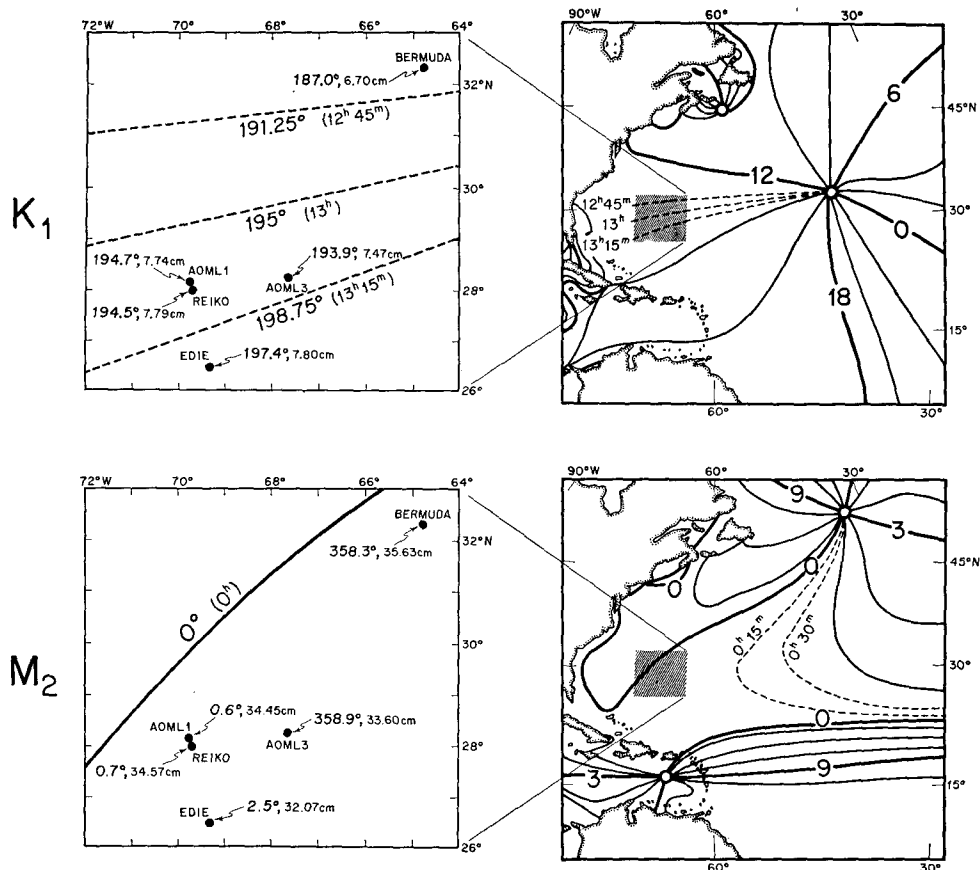 K₁
72°W 70° 68° 66° 64°
BERMUDA
187.0°, 6.70cm
32°N
191.25° (12ʰ 45ᵐ)
30°
195° (13ʰ)
194.7°, 7.74cm
AOML1
193.9°, 7.47cm
AOML3
28°
REIKO
194.5°, 7.79cm
198.75° (13ʰ 15ᵐ)
EDIE
197.4°, 7.80cm
26°
90°W 60° 30°
6
45°N
12
12ʰ 45ᵐ
13ʰ
13ʰ 15ᵐ
30°
0
18
15°
60° 30°
M₂
72°W 70° 68° 66° 64°
BERMUDA
32°N
358.3°, 35.63cm
0° (0ʰ)
30°
0.6°, 34.45cm
AOML1
358.9°, 33.60cm
AOML3
28°
REIKO
0.7°, 34.57cm
EDIE
2.5°, 32.07cm
26°
90°W 60° 30°
9
3
45°N
0
0
0ʰ 15ᵐ
0ʰ 30ᵐ
30°
0
3
9
15°
60° 30°